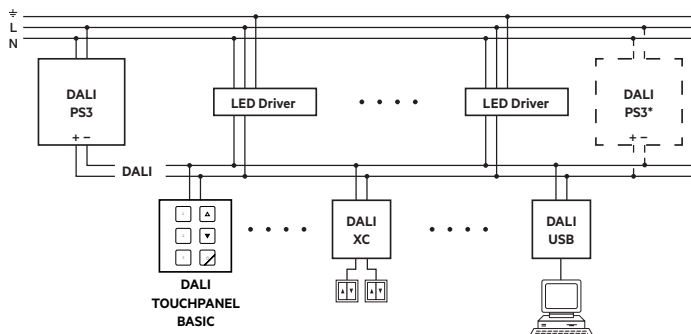 L
N
DALI
PS3
+ −
LED Driver
LED Driver
DALI
PS3*
+ −
DALI
DALI
TOUCHPANEL
BASIC
DALI
XC
DALI
USB